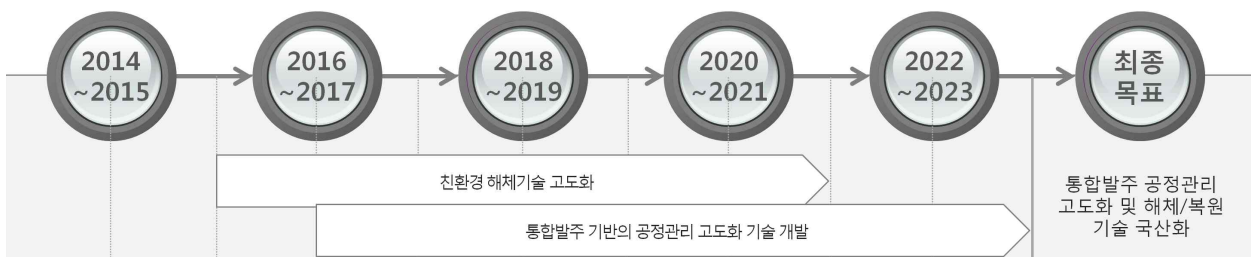 2014
~2015
2016
~2017
2018
~2019
2020
~2021
2022
~2023
최종
목표
친환경 해체기술 고도화
통합발주 기반의 공정관리 고도화 기술 개발
통합발주 공정관리
고도화 및 해체/복원
기술 국산화